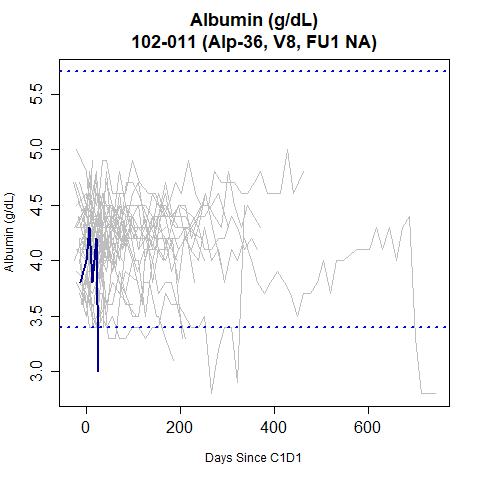 Albumin (g/dL)
102-011 (Alp-36, V8, FU1 NA)
Albumin (g/dL)
5.5
5.0
4.5
4.0
3.5
3.0
0 200 400 600
Days Since C1D1